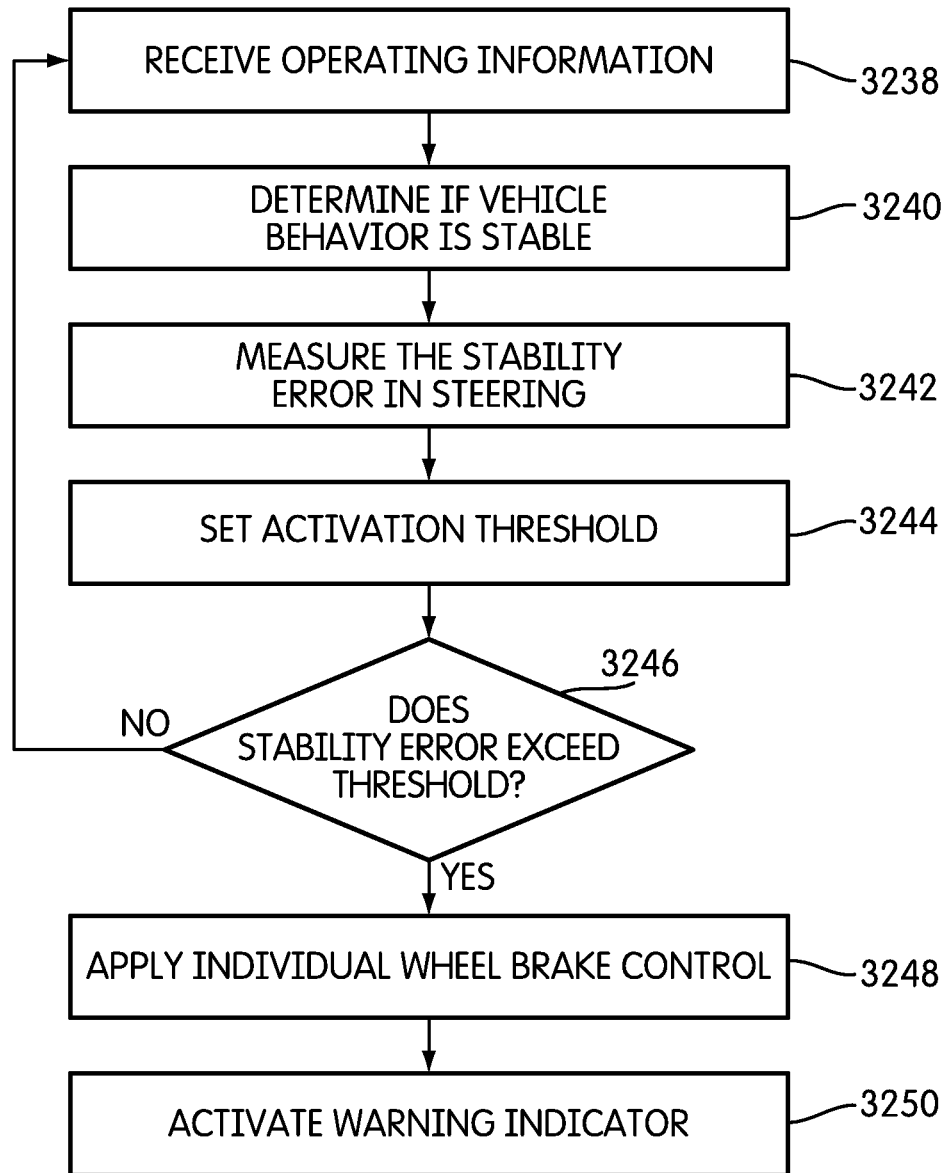 RECEIVE OPERATING INFORMATION
3238
DETERMINE IF VEHICLE
BEHAVIOR IS STABLE
3240
MEASURE THE STABILITY
ERROR IN STEERING
3242
SET ACTIVATION THRESHOLD
3244
3246
DOES
STABILITY ERROR EXCEED
THRESHOLD?
NO
YES
APPLY INDIVIDUAL WHEEL BRAKE CONTROL
3248
ACTIVATE WARNING INDICATOR
3250